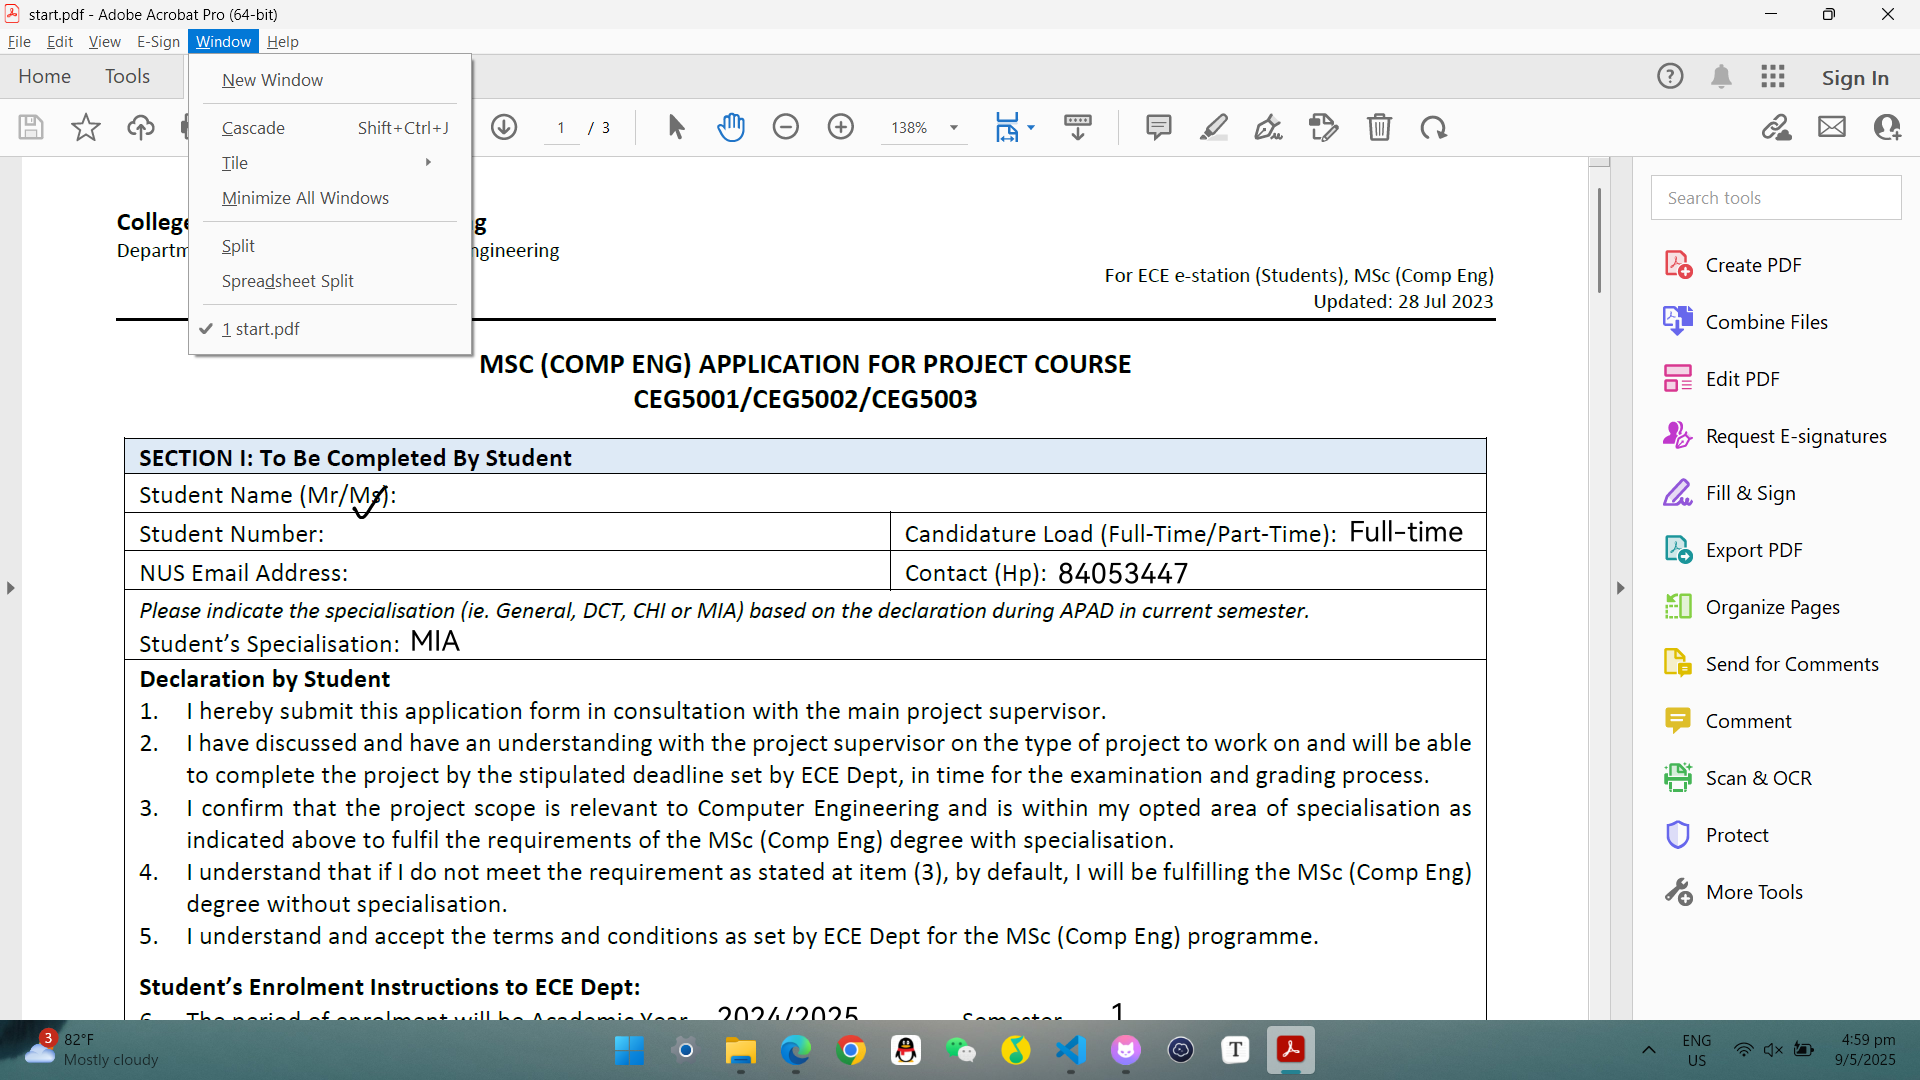 start.pdf - Adobe Acrobat Pro (64-bit)
File Edit View E-Sign Window Help
Home Tools
Sign In
New Window
Cascade Shift+Ctrl+J
Tile
Minimize All Windows
Split
Spreadsheet Split
1 start.pdf
1 / 3
138%
Search tools
Create PDF
Combine Files
Edit PDF
Request E-signatures
Fill & Sign
Export PDF
Organize Pages
Send for Comments
Comment
Scan & OCR
Protect
More Tools
For ECE e-station (Students), MSc (Comp Eng)
Updated: 28 Jul 2023
MSC (COMP ENG) APPLICATION FOR PROJECT COURSE
CEG5001/CEG5002/CEG5003
SECTION I: To Be Completed By Student
Student Name (Mr/Ms):
Student Number:
Candidature Load (Full-Time/Part-Time): Full-time
NUS Email Address:
Contact (Hp): 84053447
Please indicate the specialisation (ie. General, DCT, CHI or MIA) based on the declaration during APAD in current semester.
Student’s Specialisation: MIA
Declaration by Student
1. I hereby submit this application form in consultation with the main project supervisor.
2. I have discussed and have an understanding with the project supervisor on the type of project to work on and will be able
to complete the project by the stipulated deadline set by ECE Dept, in time for the examination and grading process.
3. I confirm that the project scope is relevant to Computer Engineering and is within my opted area of specialisation as
indicated above to fulfil the requirements of the MSc (Comp Eng) degree with specialisation.
4. I understand that if I do not meet the requirement as stated at item (3), by default, I will be fulfilling the MSc (Comp Eng)
degree without specialisation.
5. I understand and accept the terms and conditions as set by ECE Dept for the MSc (Comp Eng) programme.
Student’s Enrolment Instructions to ECE Dept:
6. The period of enrolment will be Academic Year 2024/2025 Semester 1
3
82°F
Mostly cloudy
T
ENG
US
4:59 pm
9/5/2025